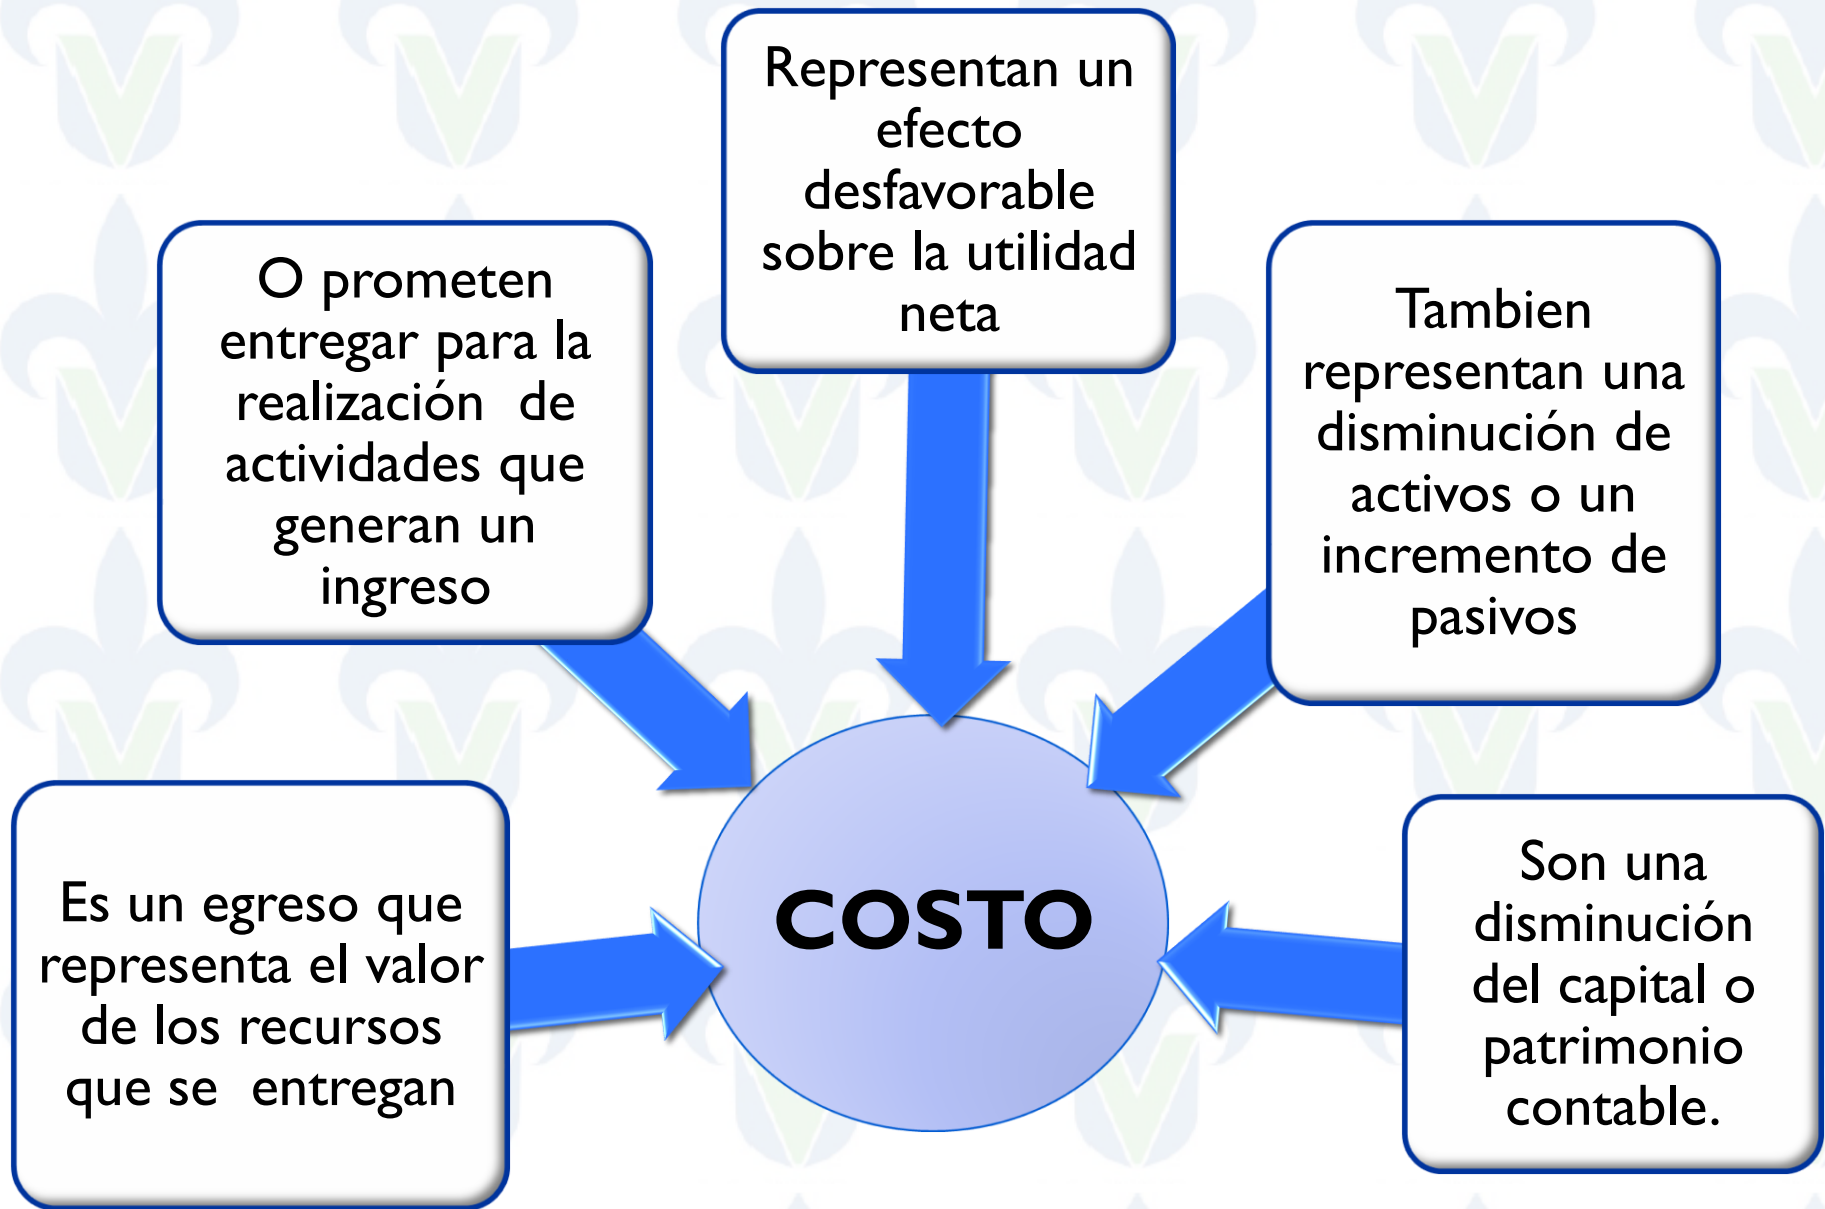 Es un egreso que
representa el valor
de los recursos
que se entregan
O prometen
entregar para la
realización de
actividades que
generan un
ingreso
Representan un
efecto
desfavorable
sobre la utilidad
neta
Tambien
representan una
disminución de
activos o un
incremento de
pasivos
Son una
disminución
del capital o
patrimonio
contable.
COSTO